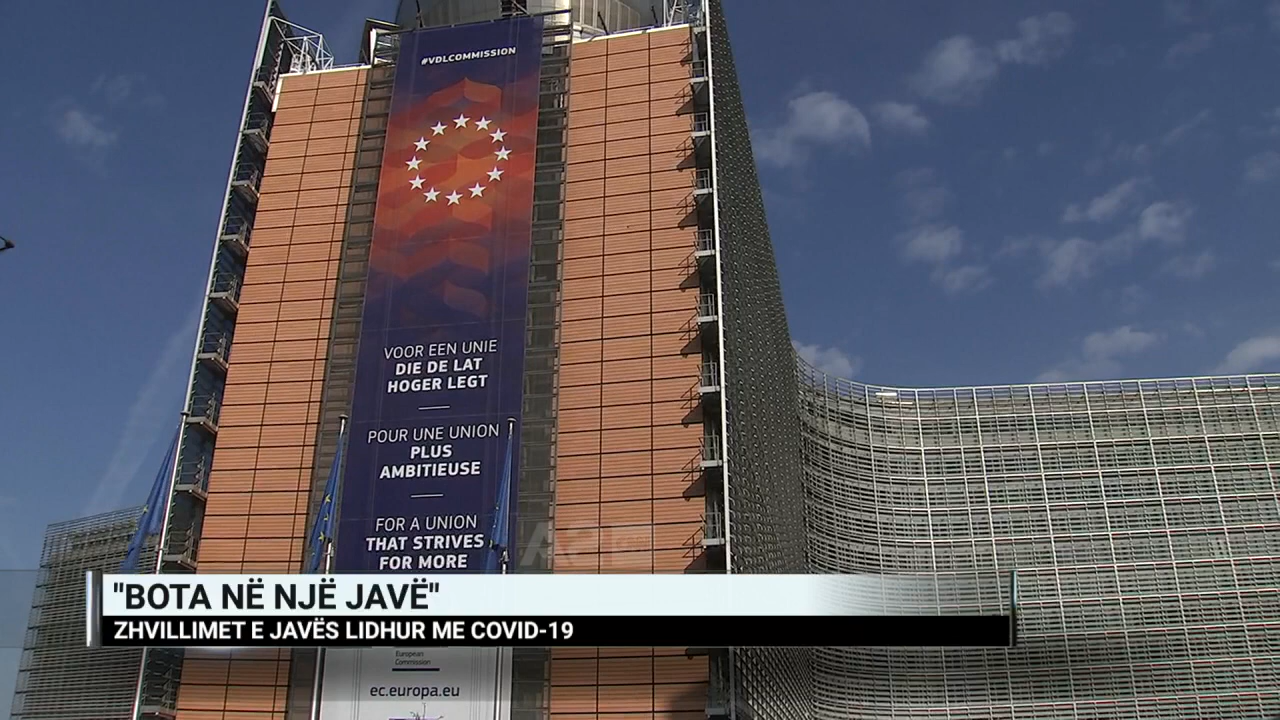 #VDLCOMMISSION
VOOR EEN UNIE
DIE DE LAT
HOGER LEGT
POUR UNE UNION
PLUS
AMBITIEUSE
FOR A UNION
THAT STRIVES
FOR MORE
"BOTA NË NJË JAVË"
ZHVILLIMET E JAVËS LIDHUR ME COVID-19
European
Commission
ec.europa.eu